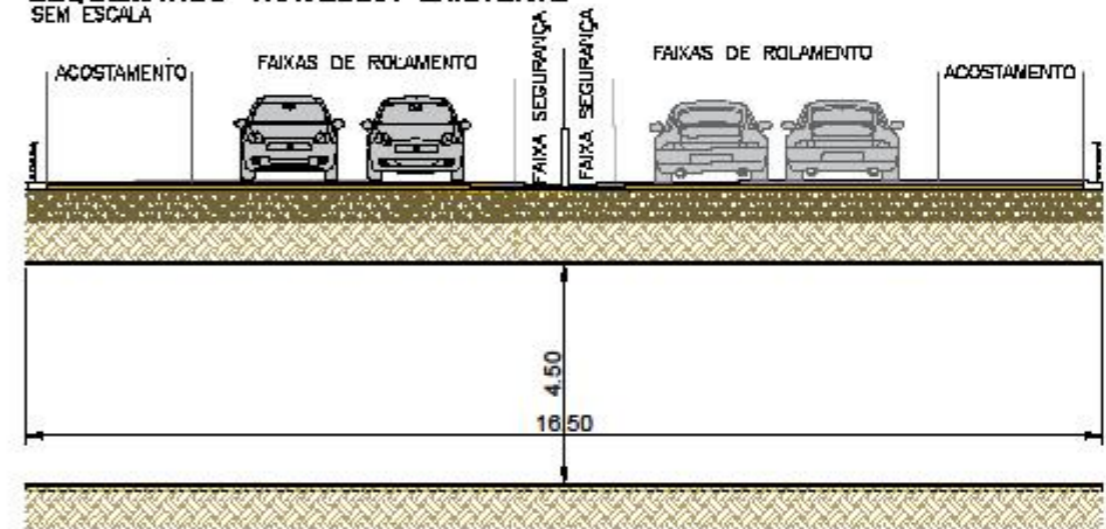 SEM ESCALA
ACOSTAMENTO
FAIXAS DE ROLAMENTO
FAIXA SEGURANÇA
FAIXA SEGURANÇA
FAIXAS DE ROLAMENTO
ACOSTAMENTO
4.50
16.50